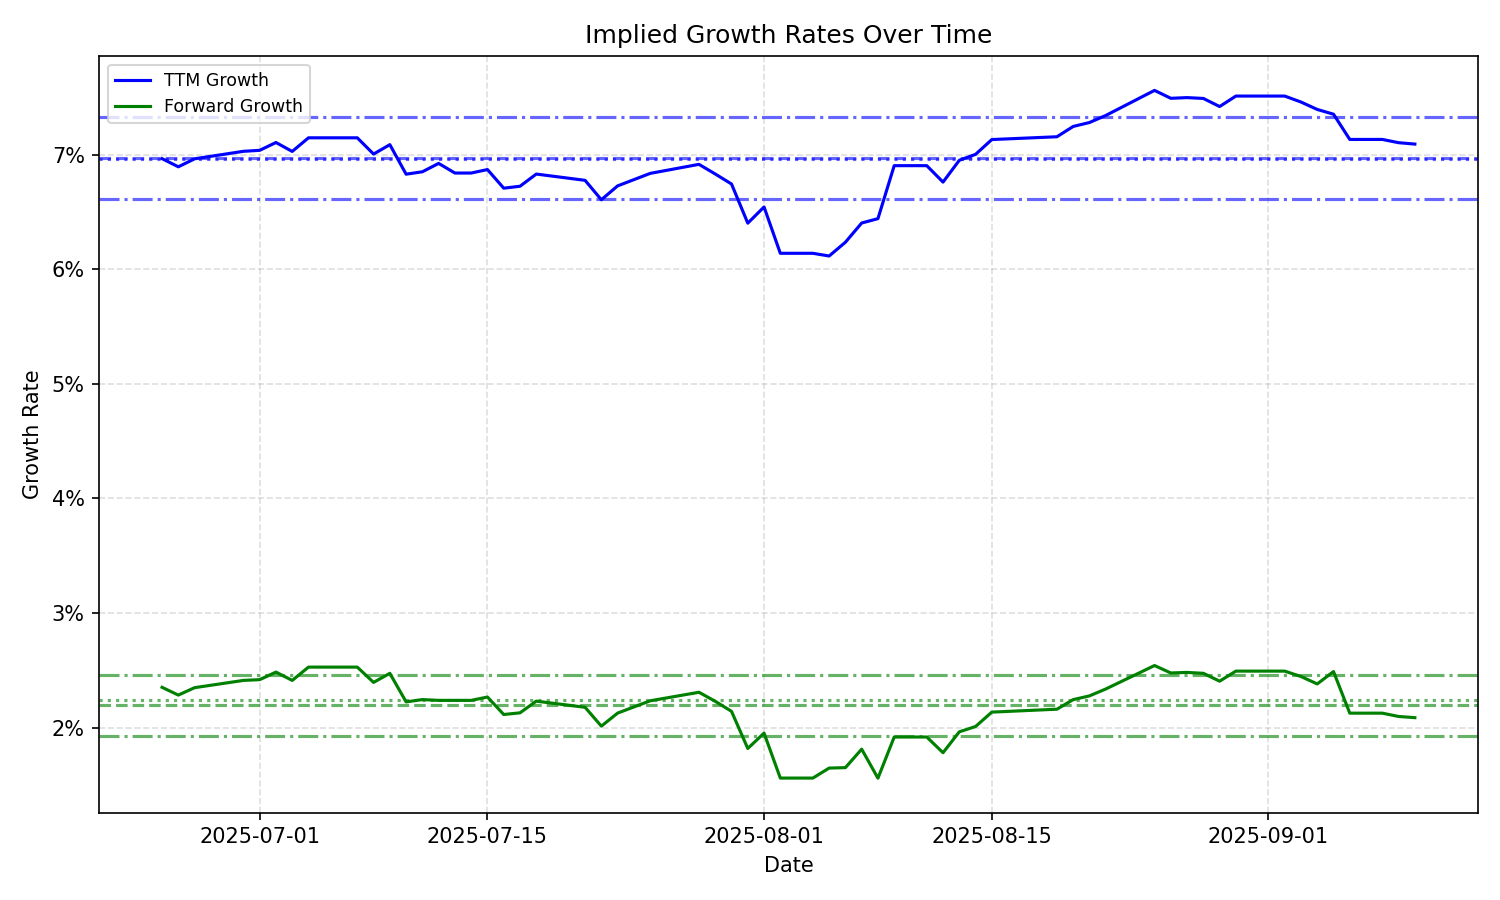 Implied Growth Rates Over Time
TTM Growth
Forward Growth
7%
6%
5%
4%
3%
2%
Growth Rate
2025-07-01
2025-07-15
2025-08-01
2025-08-15
2025-09-01
Date